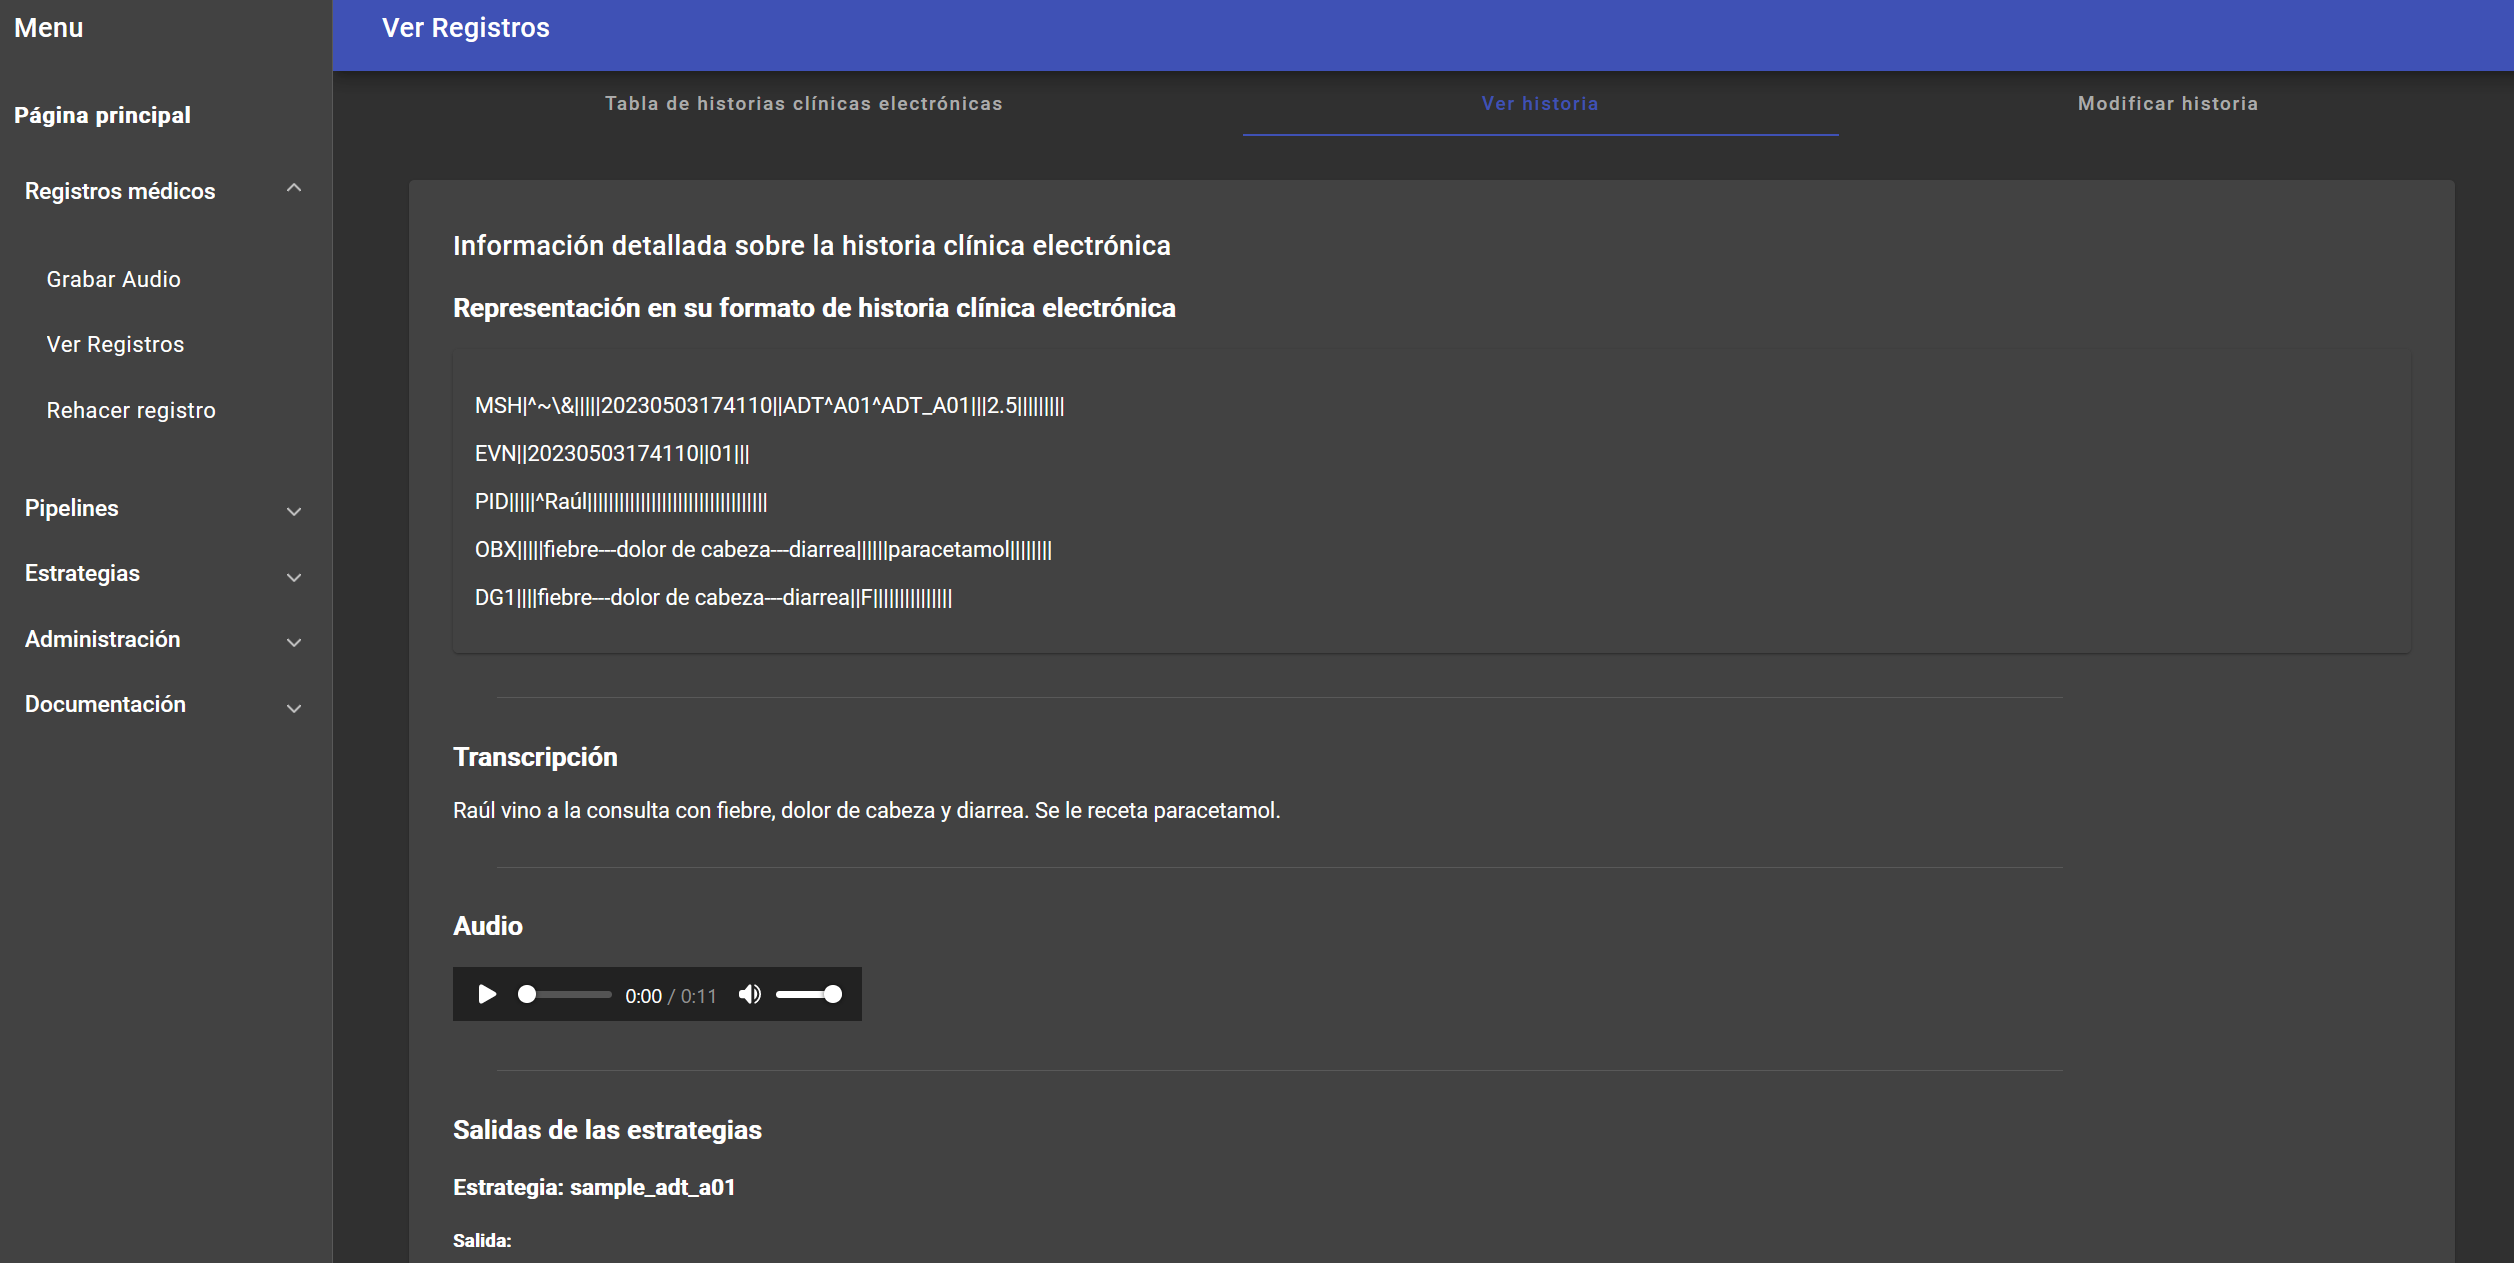 Menu
Página principal
Registros médicos
Grabar Audio
Ver Registros
Rehacer registro
Pipelines
Estrategias
Administración
Documentación
Ver Registros
Tabla de historias clínicas electrónicas
Ver historia
Modificar historia
Información detallada sobre la historia clínica electrónica
Representación en su formato de historia clínica electrónica
MSH|^~\&|||||20230503174110||ADT^A01^ADT_A01|||2.5|||||||||
EVN||20230503174110||01|||
PID|||||^Raúl||||||||||||||||||||||||||||||||||
OBX|||||fiebre---dolor de cabeza---diarrea||||||paracetamol||||||||
DG1||||fiebre---dolor de cabeza---diarrea||F|||||||||||||||
Transcripción
Raúl vino a la consulta con fiebre, dolor de cabeza y diarrea. Se le receta paracetamol.
Audio
0:00 / 0:11
Salidas de las estrategias
Estrategia: sample_adt_a01
Salida: